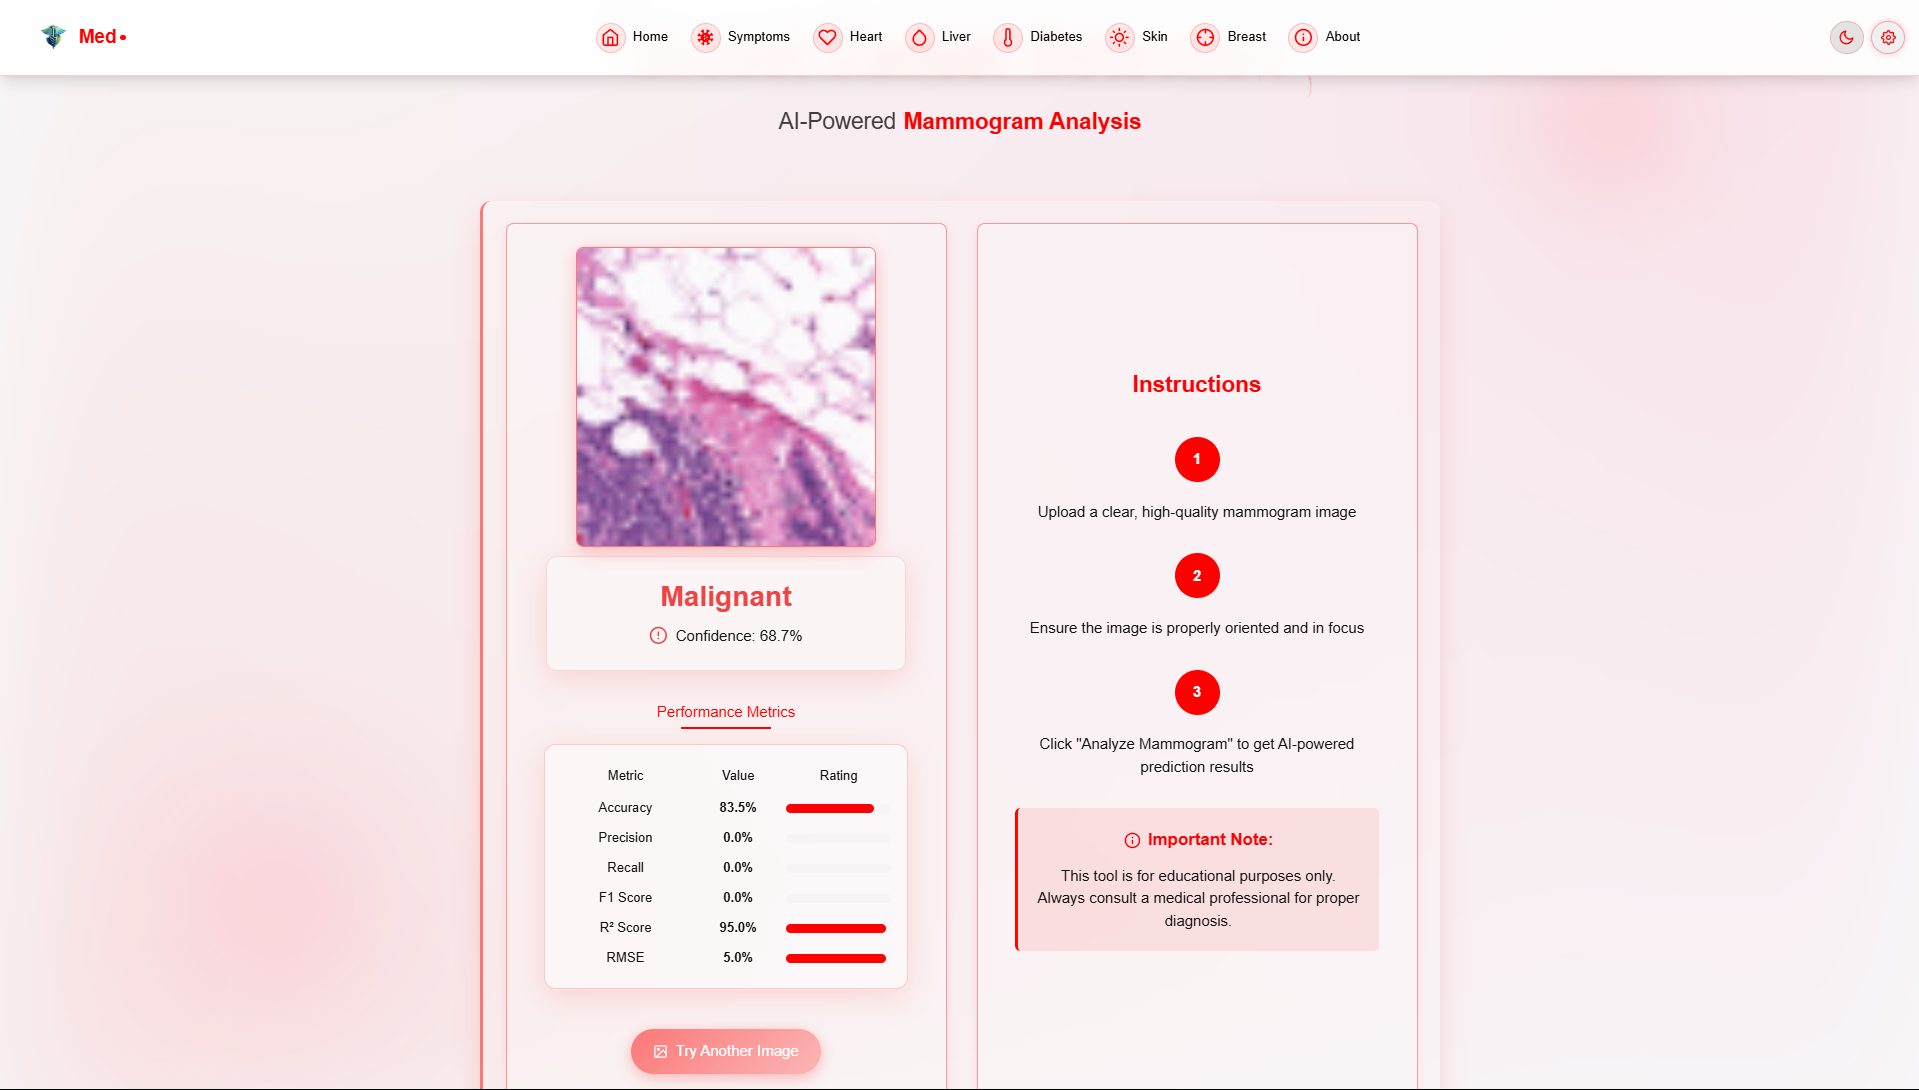 Med
Home Symptoms Heart Liver Diabetes Skin Breast About
AI-Powered Mammogram Analysis
Malignant
Confidence: 68.7%
Performance Metrics
Metric Value Rating
Accuracy 83.5%
Precision 0.0%
Recall 0.0%
F1 Score 0.0%
R² Score 95.0%
RMSE 5.0%
Try Another Image
Instructions
1
Upload a clear, high-quality mammogram image
2
Ensure the image is properly oriented and in focus
3
Click "Analyze Mammogram" to get AI-powered
prediction results
Important Note:
This tool is for educational purposes only.
Always consult a medical professional for proper
diagnosis.